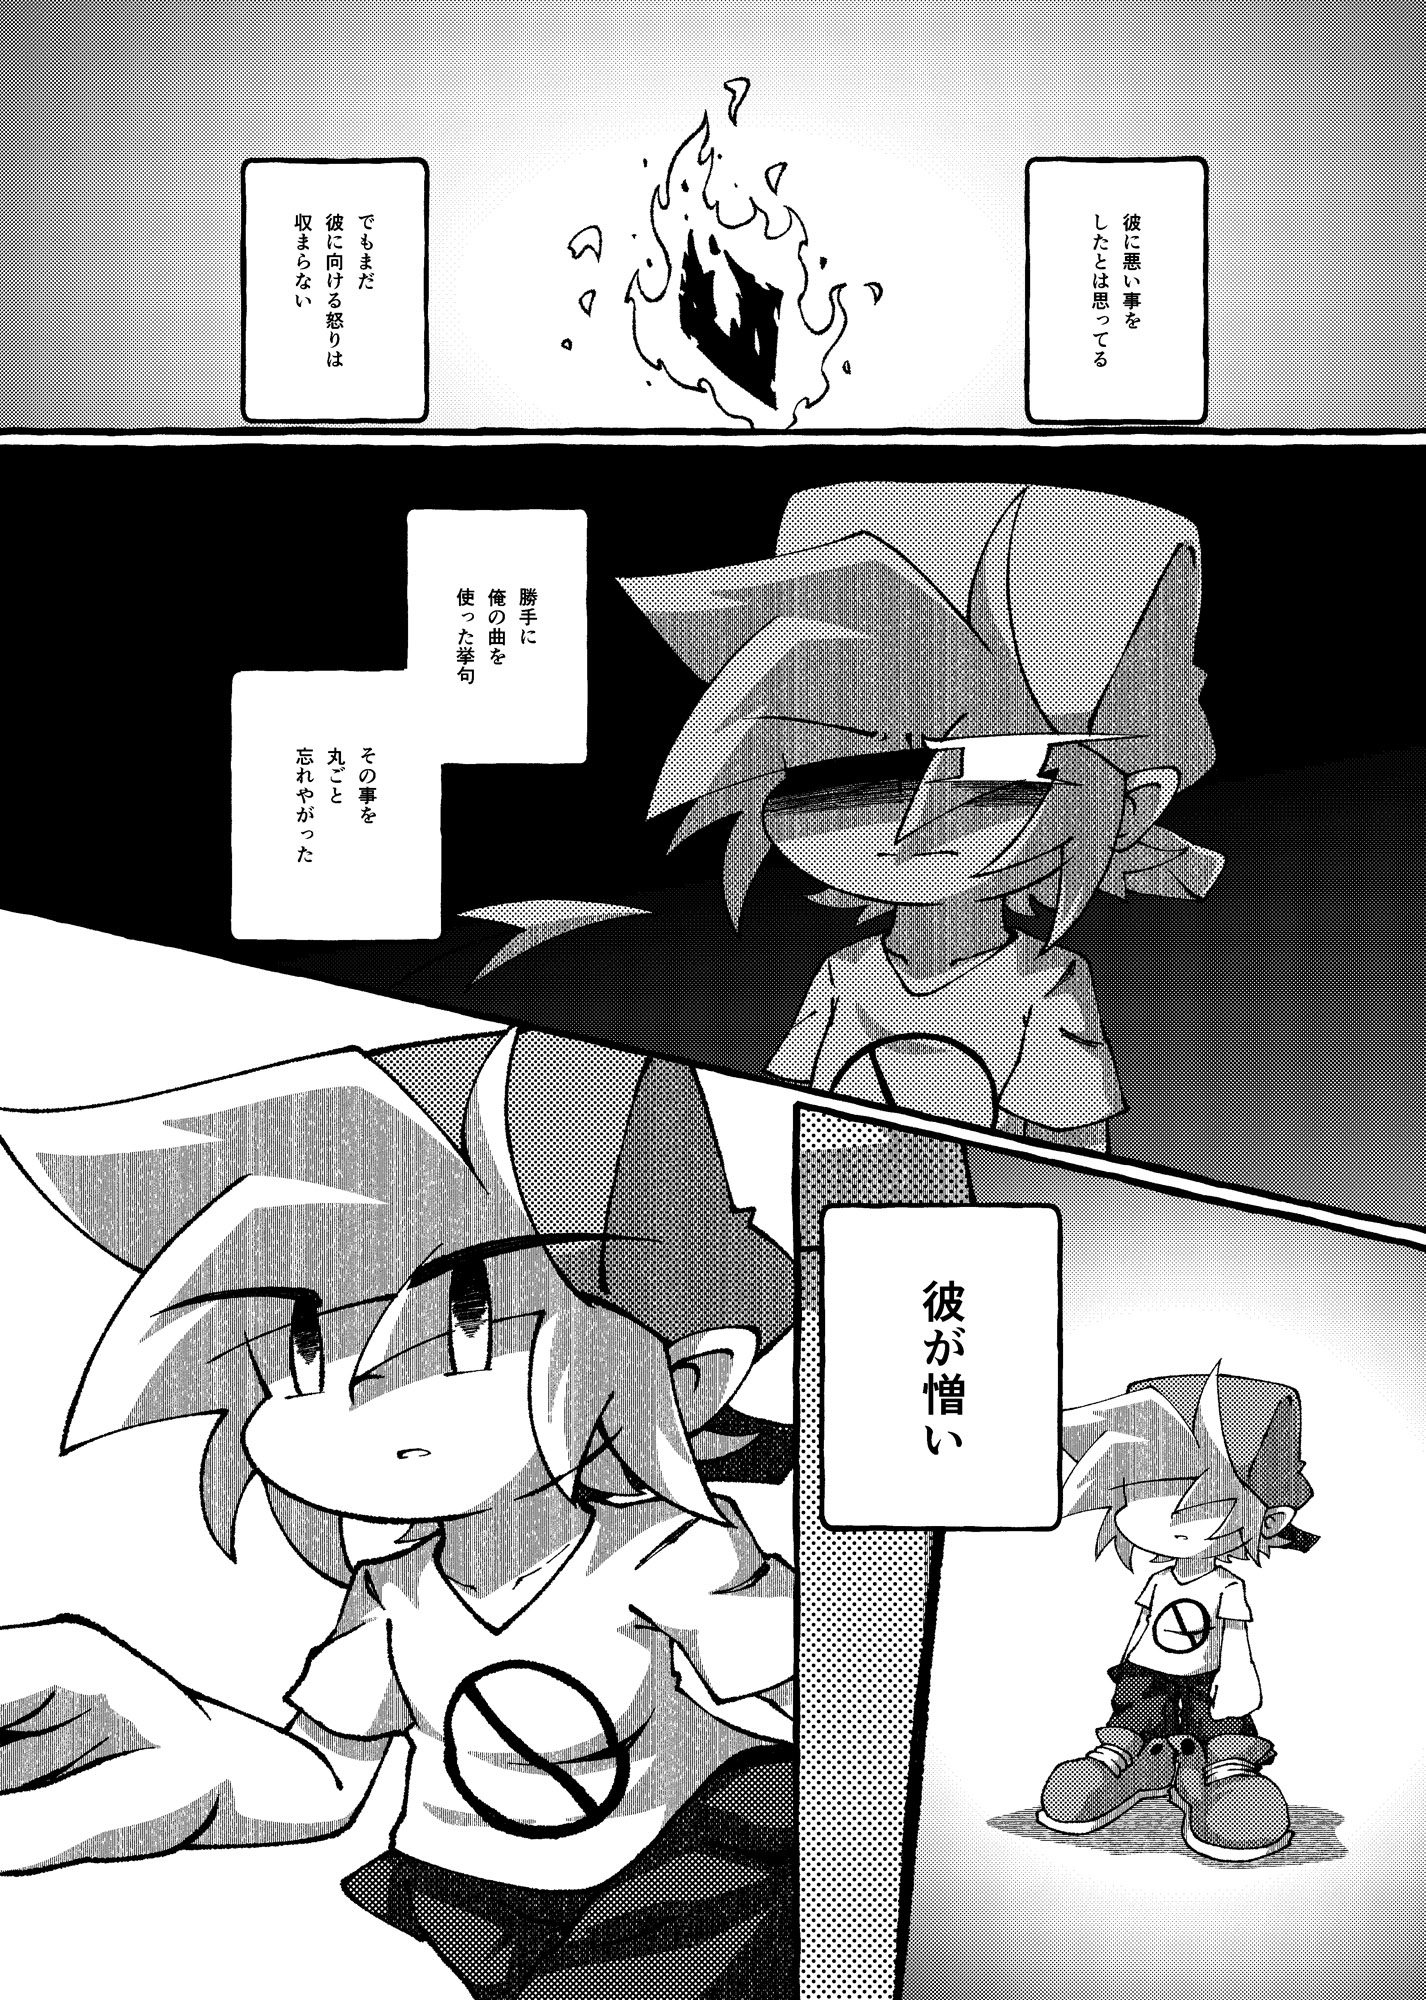 彼に悪い事を
したとは思ってる
でもまだ
彼に向ける怒りは
収まらない
勝手に
俺の曲を
使った挙句
その事を
丸ごと
忘れやがった
彼が憎い